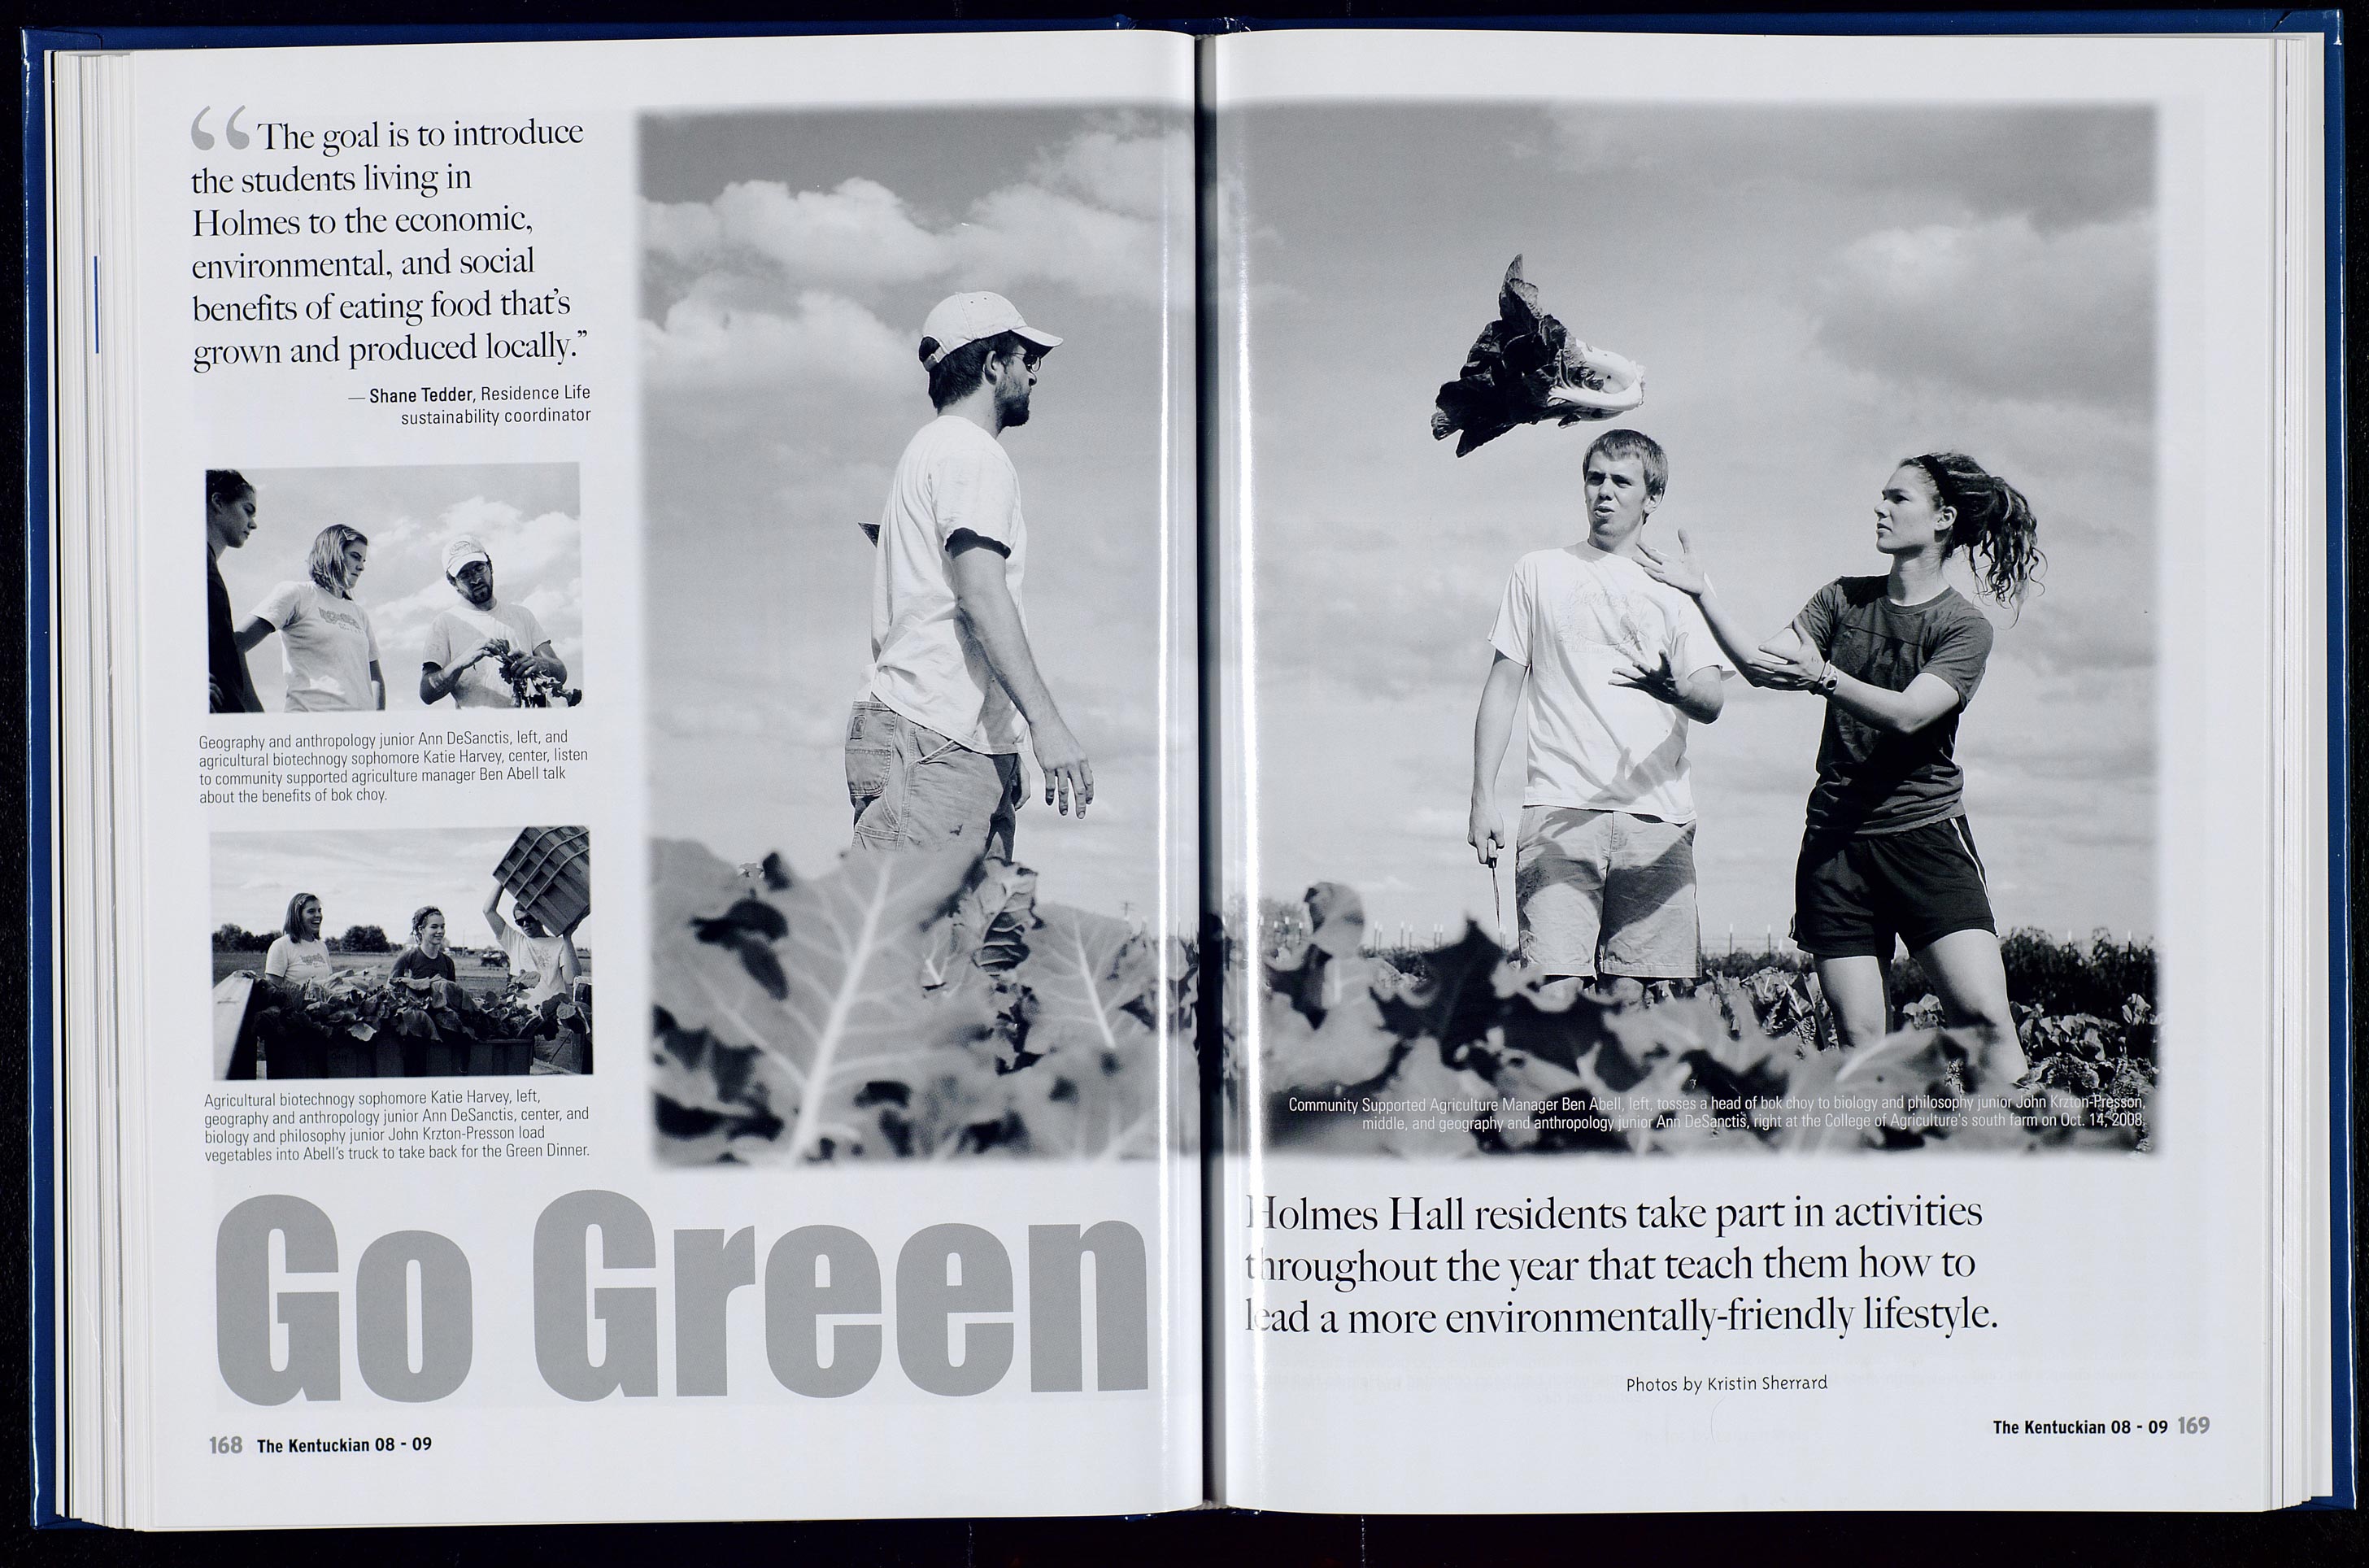 “The goal is to introduce
the students living in
Holmes to the economic,
environmental, and social
benefits of eating food that’s
grown and produced locally.”
— Shane Tedder, Residence Life
sustainability coordinator
Geography and anthropology junior Ann DeSanctis, left, and
agricultural biotechnogy sophomore Katie Harvey, center, listen
to community supported agriculture manager Ben Abell talk
about the benefits of bok choy.
Agricultural biotechnogy sophomore Katie Harvey, left,
geography and anthropology junior Ann DeSanctis, center, and
biology and philosophy junior John Krzton-Presson load
vegetables into Abell’s truck to take back for the Green Dinner.
Go Green
168 The Kentuckian 08 - 09
Community Supported Agriculture Manager Ben Abell, left, tosses a head of bok choy to biology and philosophy junior John Krzton-Presson,
middle, and geography and anthropology junior Ann DeSanctis, right at the College of Agriculture's south farm on Oct. 14, 2008.
Holmes Hall residents take part in activities
throughout the year that teach them how to
lead a more environmentally-friendly lifestyle.
Photos by Kristin Sherrard
The Kentuckian 08 - 09 169